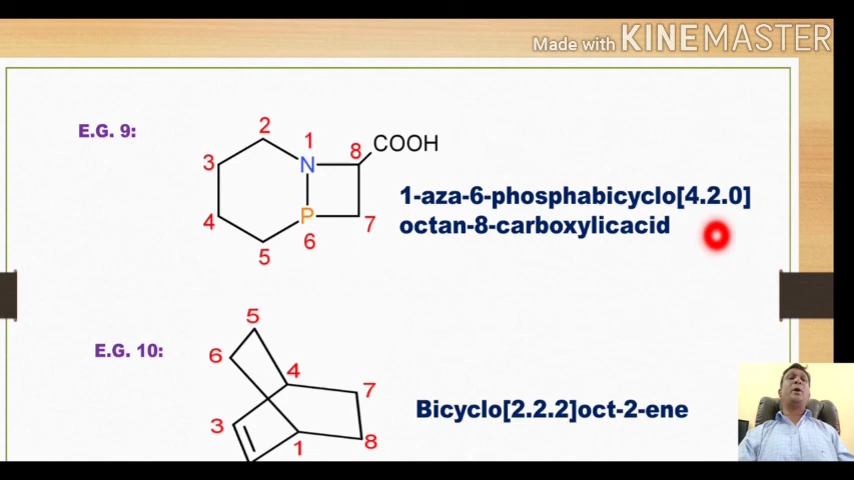 Made with KINEMASTER
E.G. 9:
2
1
3
N
8
COOH
4
P
7
6
5
1-aza-6-phosphabicyclo[4.2.0]
octan-8-carboxylicacid
5
E.G. 10:
6
4
7
3
8
1
Bicyclo[2.2.2]oct-2-ene